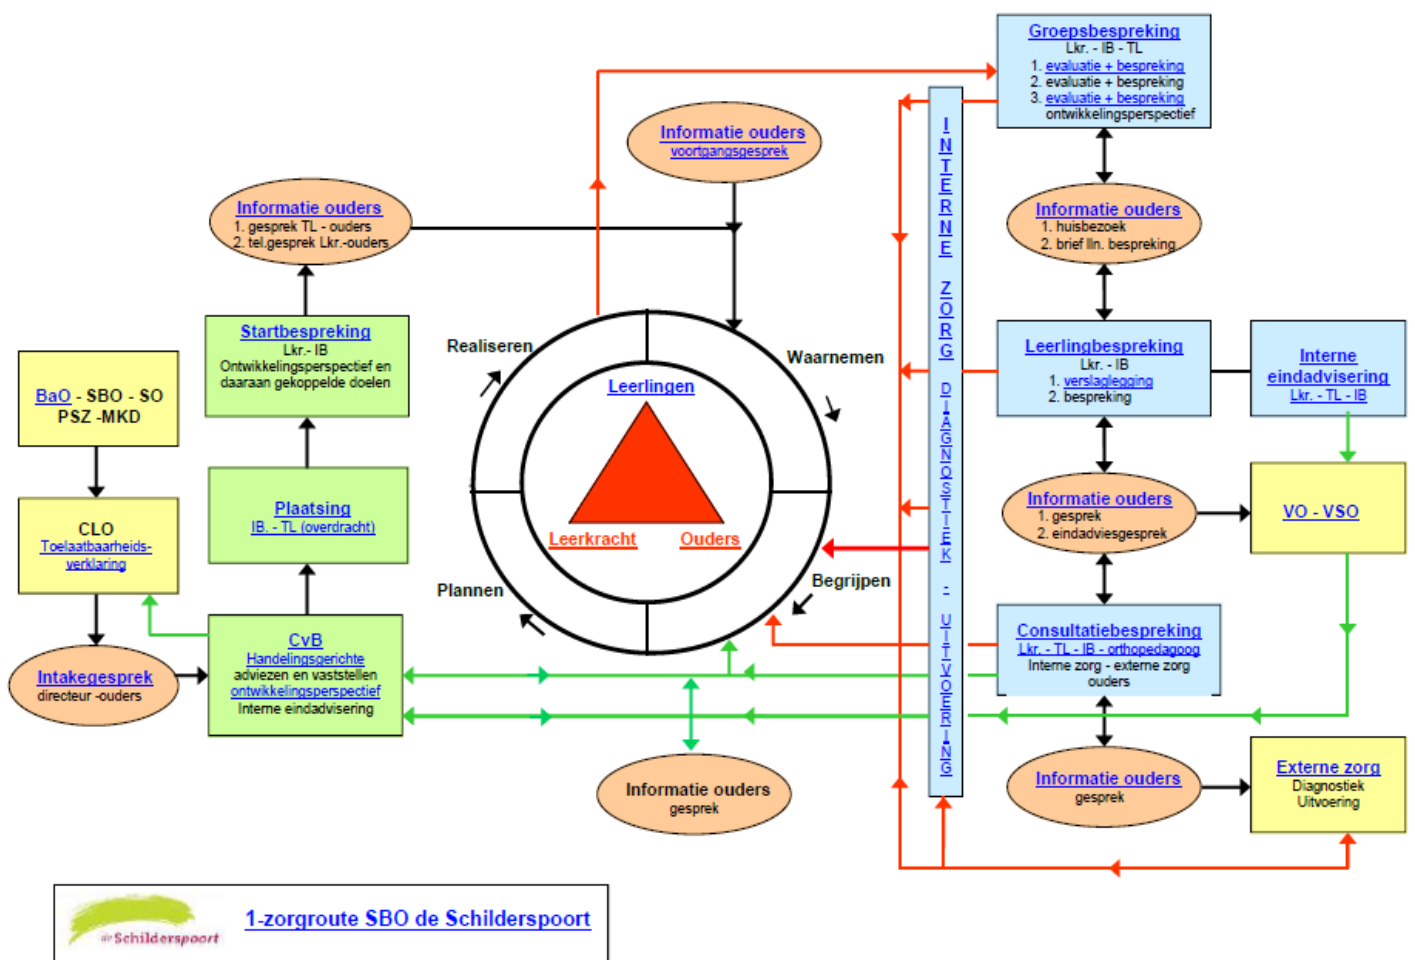 Groepsbespreking
Lkr. - IB - TL
1. evaluatie + bespreking
2. evaluatie + bespreking
3. evaluatie + bespreking
ontwikkelingsperspectief
Informatie ouders
voortgangsgesprek
Informatie ouders
1. gesprek TL - ouders
2. tel.gesprek Lkr.-ouders
Informatie ouders
1. huisbezoek
2. brief lln. bespreking
Startbespreking
Lkr.- IB
Ontwikkelingsperspectief en
daaraan gekoppelde doelen
BaO - SBO - SO
PSZ -MKD
Realiseren
Waarnemen
Leerlingen
Leerkracht
Ouders
Plannen
Begrijpen
INTERNE ZORG DIAGNOSTIEK - UITVOERING
Leerlingbespreking
Lkr. - IB
1. verslaglegging
2. bespreking
Interne
eindadvisering
Lkr. - TL - IB
Plaatsing
IB. - TL (overdracht)
CLO
Toelaatbaarheids-
verklaring
Informatie ouders
1. gesprek
2. eindadviesgesprek
VO - VSO
CvB
Handelingsgerichte
adviezen en vaststellen
ontwikkelingsperspectief
Interne eindadvisering
Intakegesprek
directeur -ouders
Consultatiebespreking
Lkr. - TL - IB - orthopedagoog
Interne zorg - externe zorg
ouders
Informatie ouders
gesprek
Informatie ouders
gesprek
Externe zorg
Diagnostiek
Uitvoering
de Schilderspoort
1-zorgroute SBO de Schilderspoort